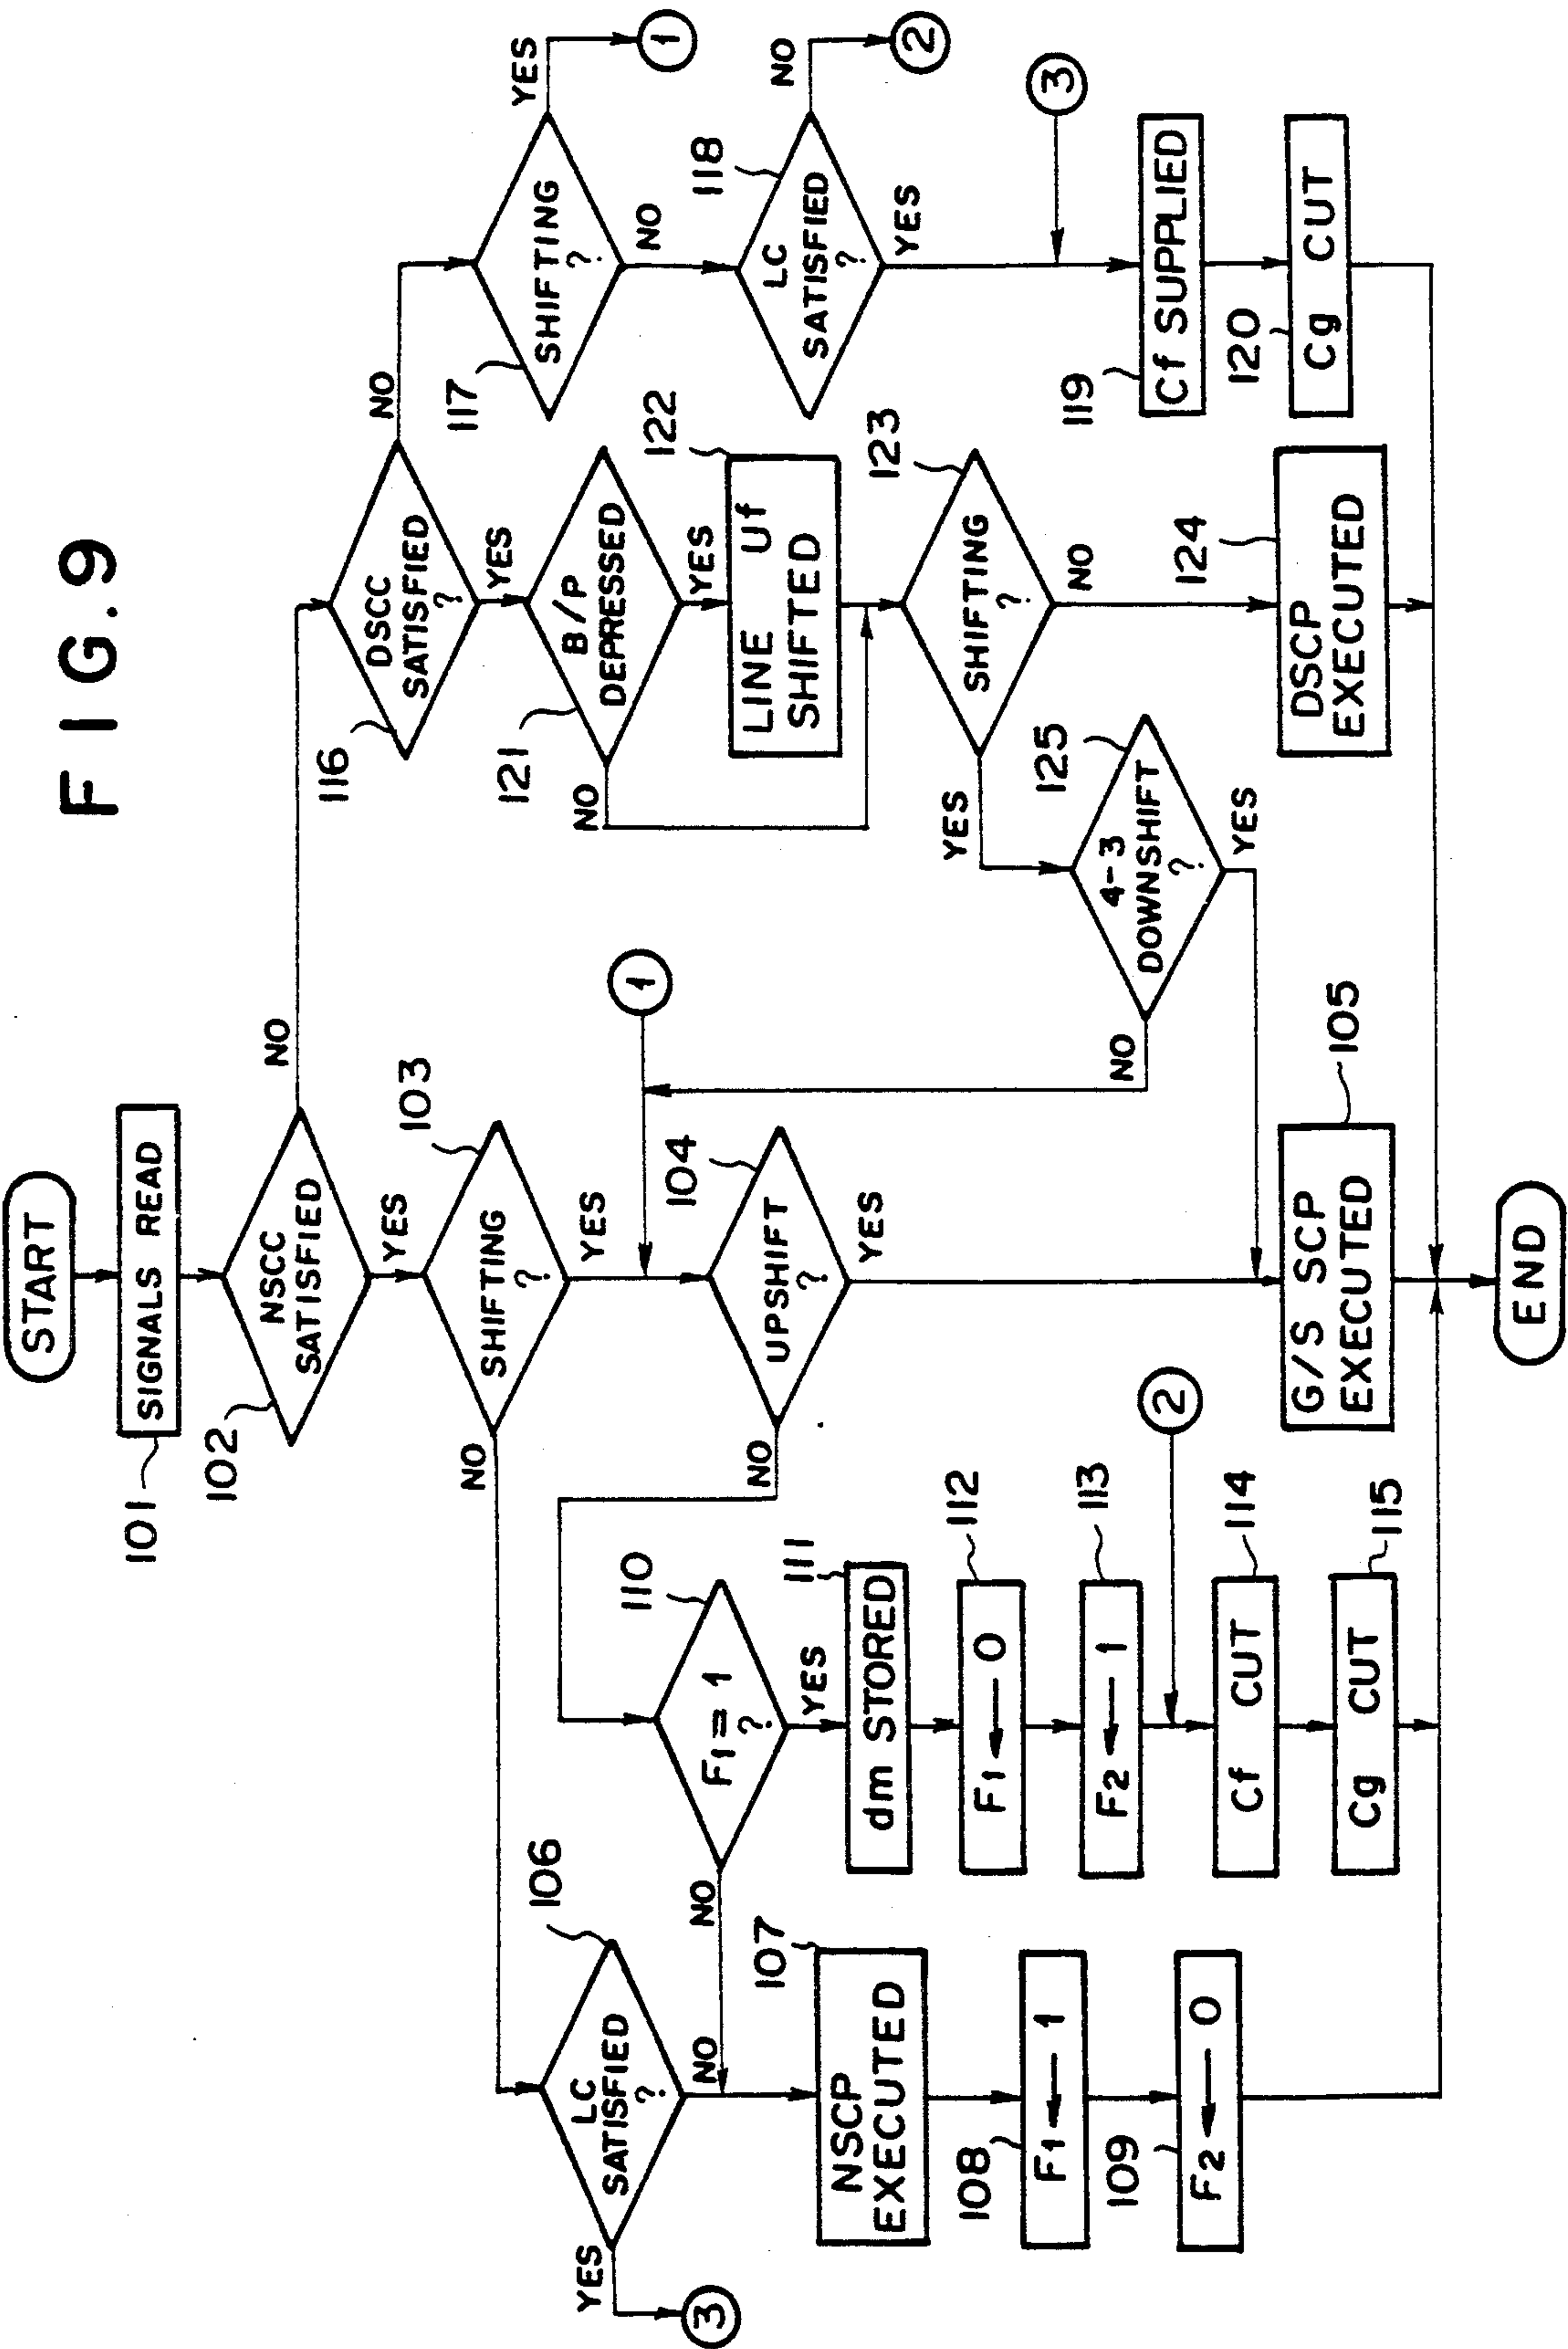 FIG.9
START
101
SIGNALS READ
102
NSCC
SATISFIED
?
NO
YES
103
SHIFTING
?
NO
YES
1
104
UPSHIFT
?
NO
YES
105
G/S SCP
EXECUTED
END
106
LC
SATISFIED
?
YES
3
NO
107
NSCP
EXECUTED
108
F1 ← 1
109
F2 ← 0
110
F1 = 1
?
NO
YES
111
dm STORED
112
F1 ← 0
113
F2 ← 1
2
114
Cf CUT
115
Cg CUT
116
DSCC
SATISFIED
?
NO
YES
117
SHIFTING
?
YES
1
NO
118
LC
SATISFIED
?
NO
2
YES
3
119
Cf SUPPLIED
120
Cg CUT
121
B/P
DEPRESSED
NO
YES
122
LINE Uf
SHIFTED
123
SHIFTING
?
YES
NO
124
DSCP
EXECUTED
125
4-3
DOWNSHIFT
?
NO
YES